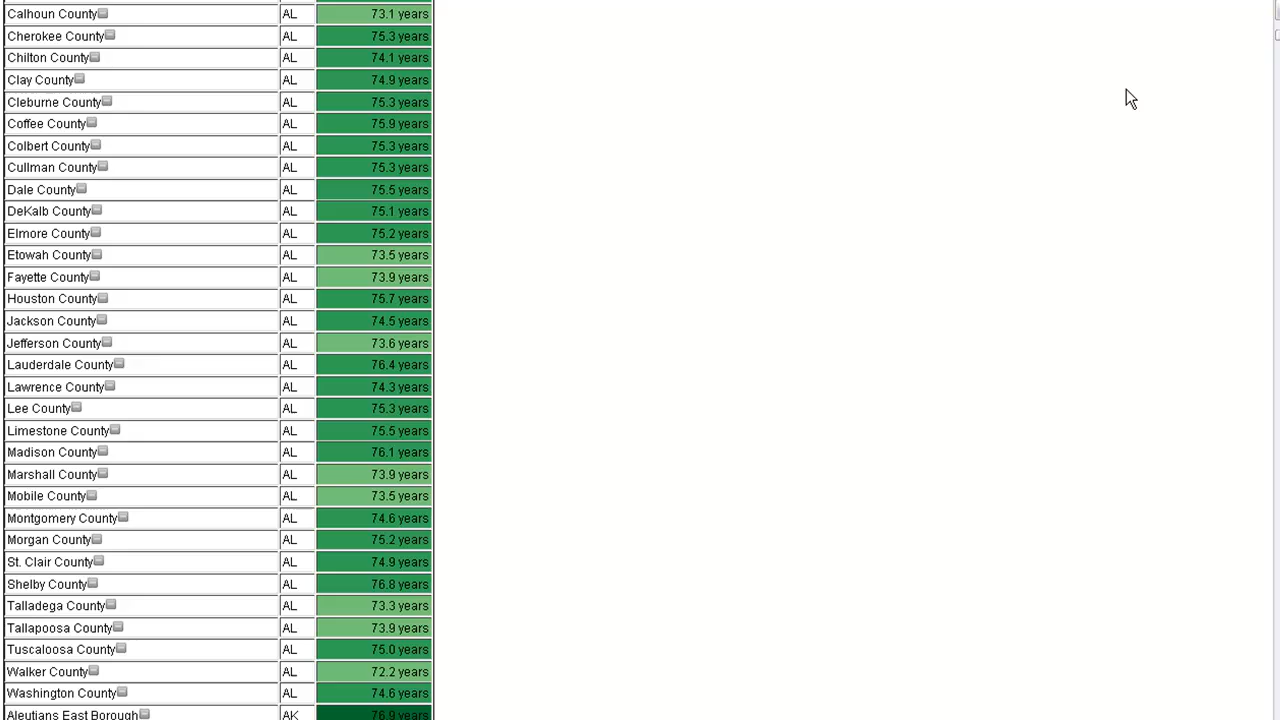 Calhoun County AL 73.1 years
Cherokee County AL 75.3 years
Chilton County AL 74.1 years
Clay County AL 74.9 years
Cleburne County AL 75.3 years
Coffee County AL 75.9 years
Colbert County AL 75.3 years
Cullman County AL 75.3 years
Dale County AL 75.5 years
DeKalb County AL 75.1 years
Elmore County AL 75.2 years
Etowah County AL 73.5 years
Fayette County AL 73.9 years
Houston County AL 75.7 years
Jackson County AL 74.5 years
Jefferson County AL 73.6 years
Lauderdale County AL 76.4 years
Lawrence County AL 74.3 years
Lee County AL 75.3 years
Limestone County AL 75.5 years
Madison County AL 76.1 years
Marshall County AL 73.9 years
Mobile County AL 73.5 years
Montgomery County AL 74.6 years
Morgan County AL 75.2 years
St. Clair County AL 74.9 years
Shelby County AL 76.8 years
Talladega County AL 73.3 years
Tallapoosa County AL 73.9 years
Tuscaloosa County AL 75.0 years
Walker County AL 72.2 years
Washington County AL 74.6 years
Aleutians East Borough AK 76.9 years